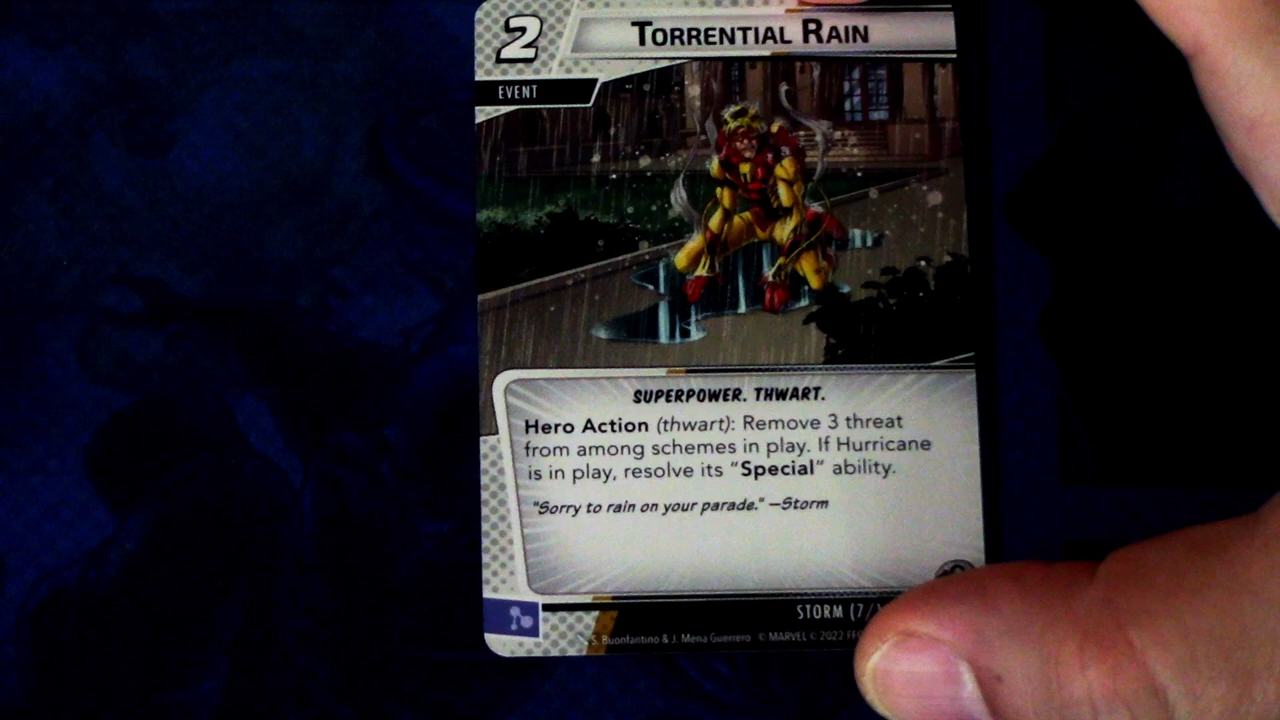 2
TORRENTIAL RAIN
EVENT
SUPERPOWER. THWART.
Hero Action (thwart): Remove 3 threat
from among schemes in play. If Hurricane
is in play, resolve its “Special” ability.
"Sorry to rain on your parade." —Storm
STORM (7/
S. Buonfantino & J. Mena Guerrero © MARVEL © 2022